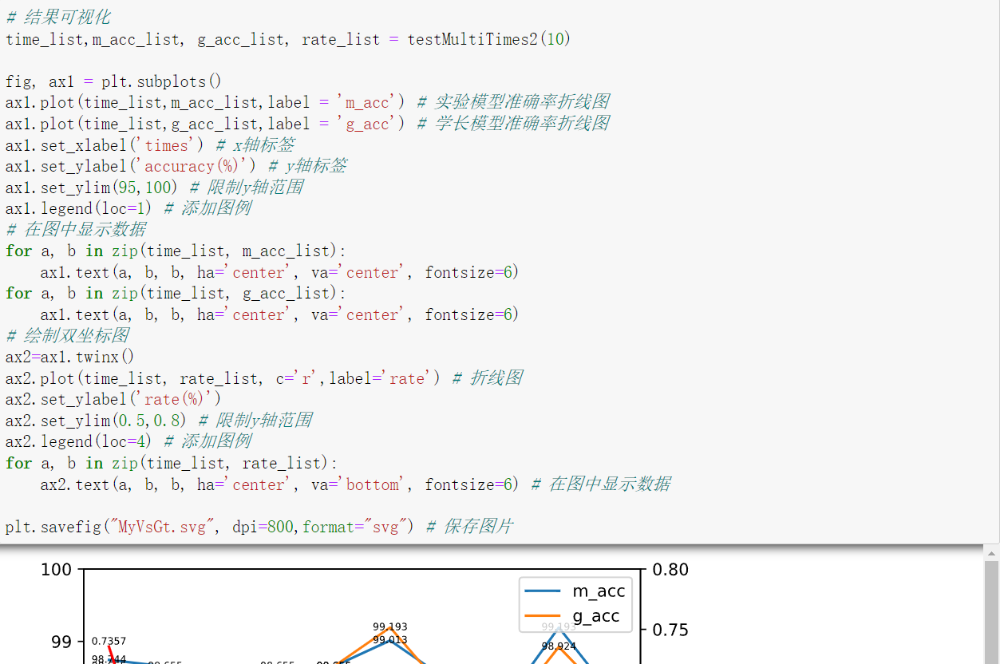 # 结果可视化
time_list,m_acc_list, g_acc_list, rate_list = testMultiTimes2(10)
fig, ax1 = plt.subplots()
ax1.plot(time_list,m_acc_list,label = 'm_acc') # 实验模型准确率折线图
ax1.plot(time_list,g_acc_list,label = 'g_acc') # 学长模型准确率折线图
ax1.set_xlabel('times') # x轴标签
ax1.set_ylabel('accuracy(%)') # y轴标签
ax1.set_ylim(95,100) # 限制y轴范围
ax1.legend(loc=1) # 添加图例
# 在图中显示数据
for a, b in zip(time_list, m_acc_list):
    ax1.text(a, b, b, ha='center', va='center', fontsize=6)
for a, b in zip(time_list, g_acc_list):
    ax1.text(a, b, b, ha='center', va='center', fontsize=6)
# 绘制双坐标图
ax2=ax1.twinx()
ax2.plot(time_list, rate_list, c='r',label='rate') # 折线图
ax2.set_ylabel('rate(%)')
ax2.set_ylim(0.5,0.8) # 限制y轴范围
ax2.legend(loc=4) # 添加图例
for a, b in zip(time_list, rate_list):
    ax2.text(a, b, b, ha='center', va='bottom', fontsize=6) # 在图中显示数据
plt.savefig("MyVsGt.svg", dpi=800,format="svg") # 保存图片
100
0.80
m_acc
g_acc
99.193
99.193
0.75
99
0.7357
99.013
98.924